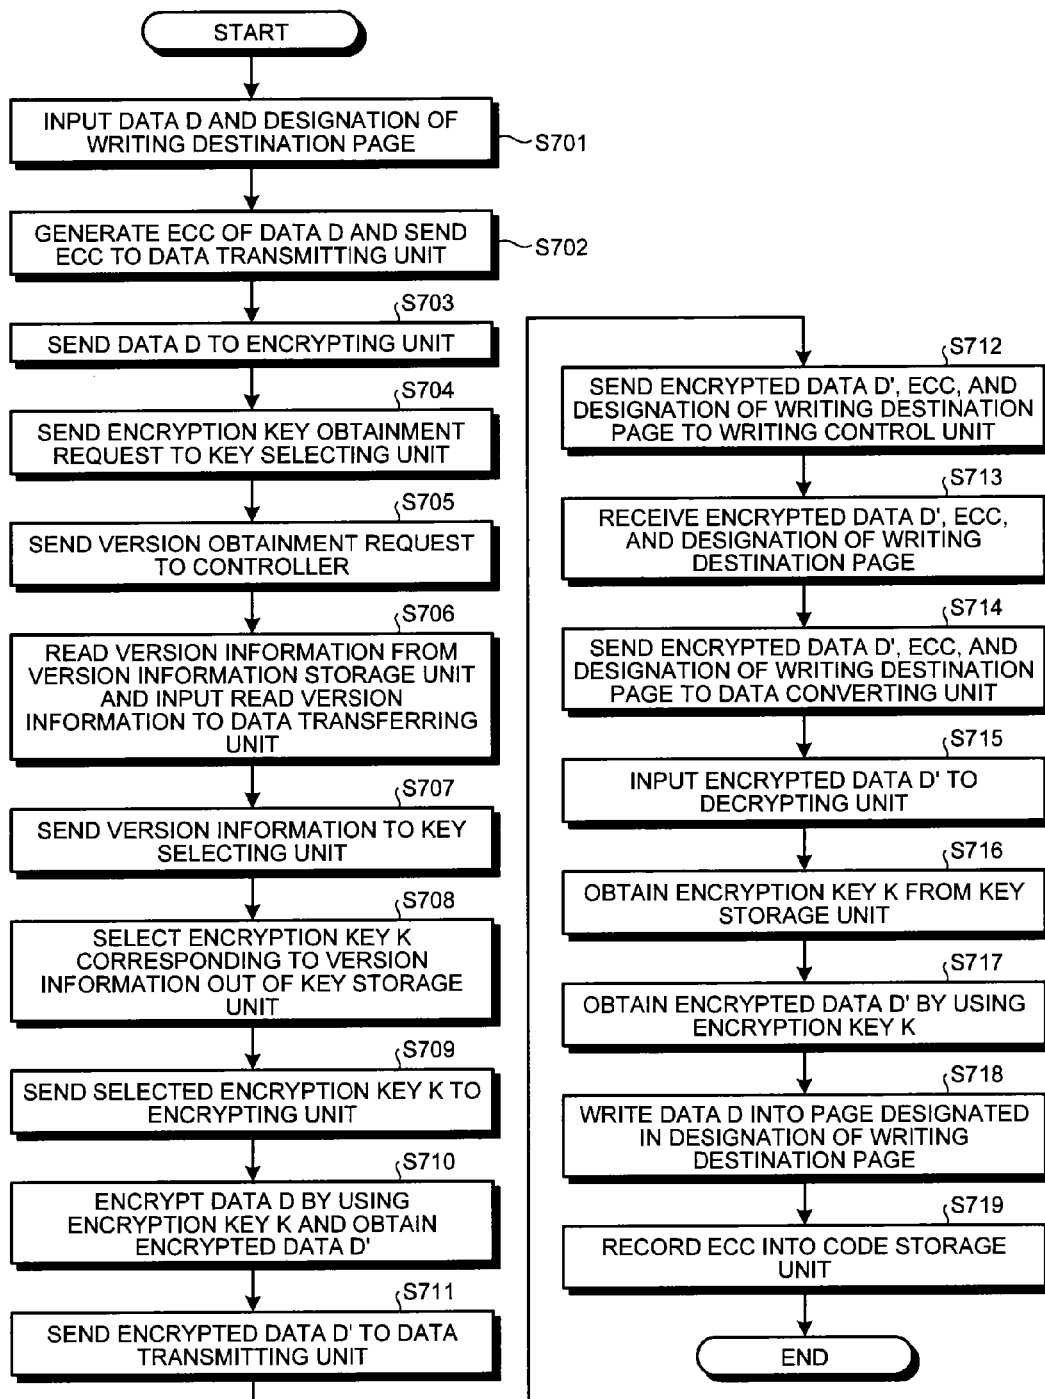 START
INPUT DATA D AND DESIGNATION OF
WRITING DESTINATION PAGE
S701
GENERATE ECC OF DATA D AND SEND
ECC TO DATA TRANSMITTING UNIT
S702
S703
SEND DATA D TO ENCRYPTING UNIT
S704
SEND ENCRYPTION KEY OBTAINMENT
REQUEST TO KEY SELECTING UNIT
S705
SEND VERSION OBTAINMENT REQUEST
TO CONTROLLER
S706
READ VERSION INFORMATION FROM
VERSION INFORMATION STORAGE UNIT
AND INPUT READ VERSION
INFORMATION TO DATA TRANSFERRING
UNIT
S707
SEND VERSION INFORMATION TO KEY
SELECTING UNIT
S708
SELECT ENCRYPTION KEY K
CORRESPONDING TO VERSION
INFORMATION OUT OF KEY STORAGE
UNIT
S709
SEND SELECTED ENCRYPTION KEY K TO
ENCRYPTING UNIT
S710
ENCRYPT DATA D BY USING
ENCRYPTION KEY K AND OBTAIN
ENCRYPTED DATA D'
S711
SEND ENCRYPTED DATA D' TO DATA
TRANSMITTING UNIT
S712
SEND ENCRYPTED DATA D', ECC, AND
DESIGNATION OF WRITING DESTINATION
PAGE TO WRITING CONTROL UNIT
S713
RECEIVE ENCRYPTED DATA D', ECC,
AND DESIGNATION OF WRITING
DESTINATION PAGE
S714
SEND ENCRYPTED DATA D', ECC, AND
DESIGNATION OF WRITING DESTINATION
PAGE TO DATA CONVERTING UNIT
S715
INPUT ENCRYPTED DATA D' TO
DECRYPTING UNIT
S716
OBTAIN ENCRYPTION KEY K FROM KEY
STORAGE UNIT
S717
OBTAIN ENCRYPTED DATA D' BY USING
ENCRYPTION KEY K
S718
WRITE DATA D INTO PAGE DESIGNATED
IN DESIGNATION OF WRITING
DESTINATION PAGE
S719
RECORD ECC INTO CODE STORAGE
UNIT
END